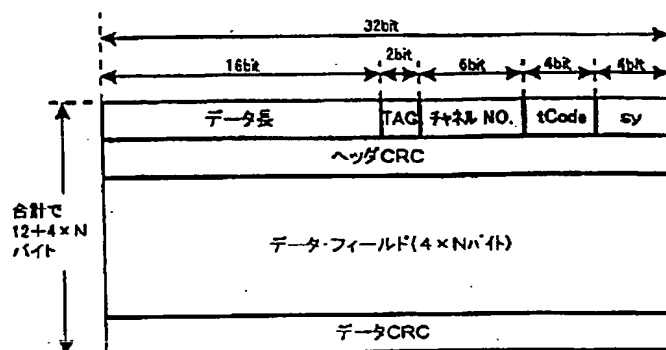 32bit
16bit 2bit 6bit 4bit 4bit
データ長 TAG チャネル NO. tCode sy
ヘッダCRC
合計で
12+4×N
バイト
データ・フィールド(4×Nバイト)
データCRC